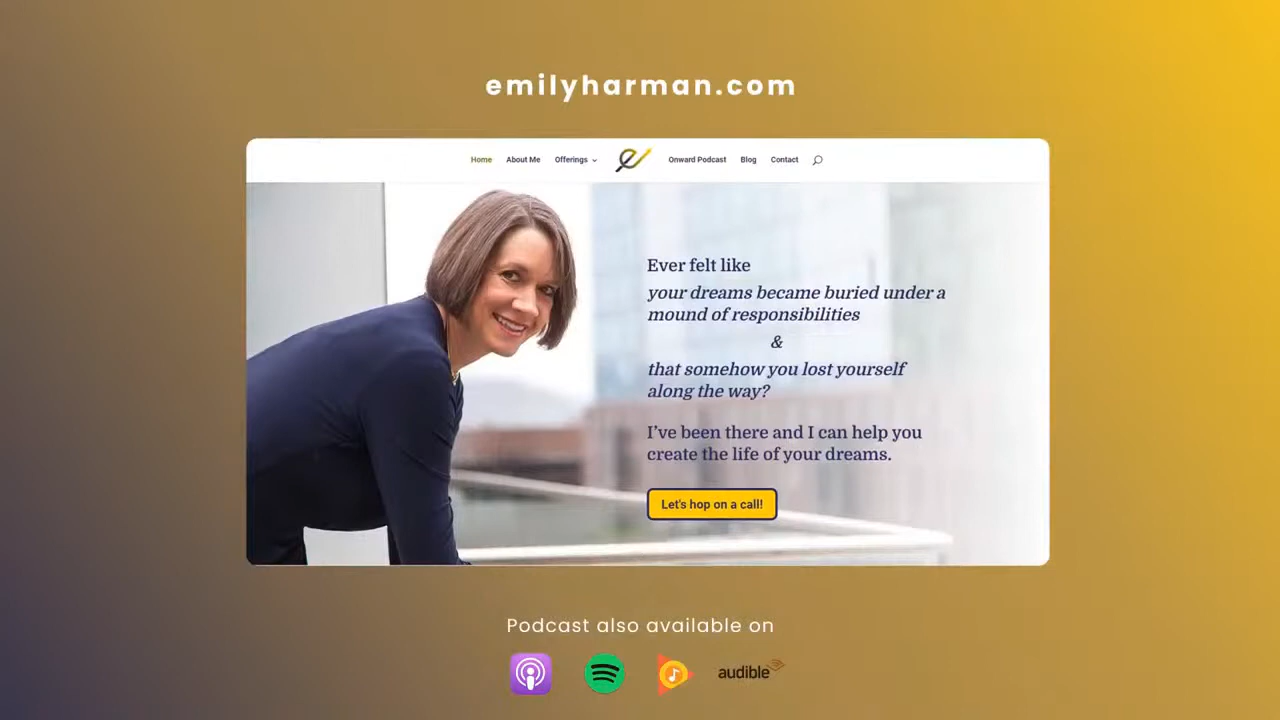 emilyharman.com
Home About Me Offerings Onward Podcast Blog Contact
Ever felt like
your dreams became buried under a
mound of responsibilities
&
that somehow you lost yourself
along the way?
I've been there and I can help you
create the life of your dreams.
Let's hop on a call!
Podcast also available on
audible